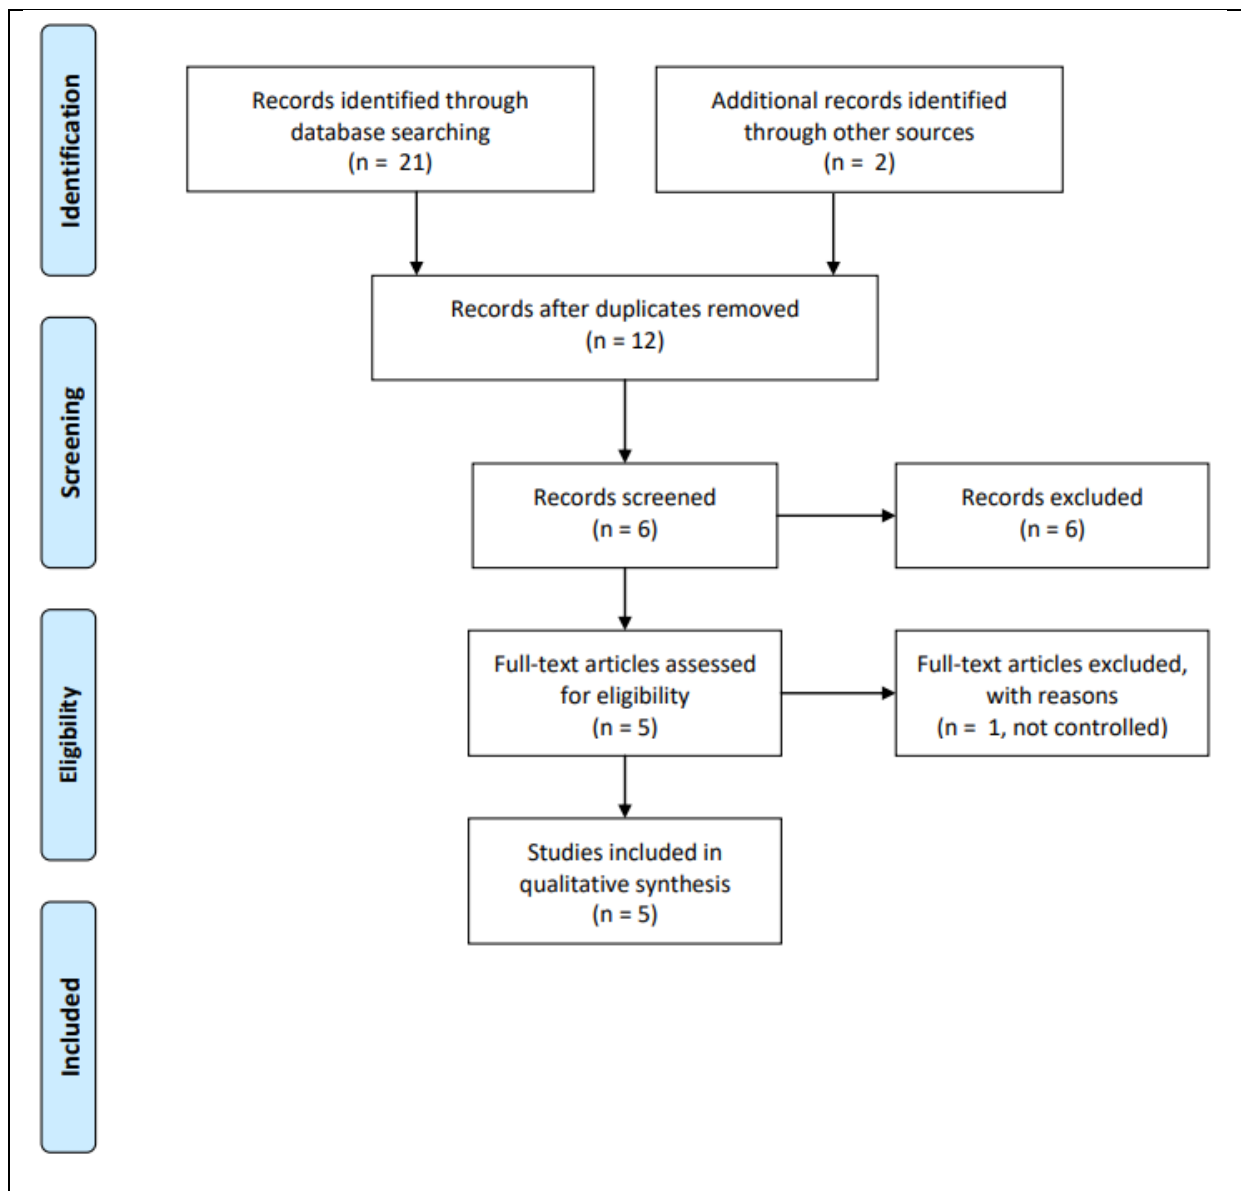 Identification
Records identified through
database searching
(n = 21)
Additional records identified
through other sources
(n = 2)
Records after duplicates removed
(n = 12)
Screening
Records screened
(n = 6)
Records excluded
(n = 6)
Eligibility
Full-text articles assessed
for eligibility
(n = 5)
Full-text articles excluded,
with reasons
(n = 1, not controlled)
Studies included in
qualitative synthesis
(n = 5)
Included